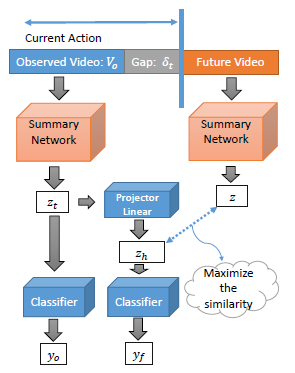 Current Action
Observed Video: V_o Gap: δ_t Future Video
Summary
Network
Summary
Network
z_t
Projector
Linear
z
z_h
Maximize
the
similarity
Classifier
Classifier
y_o
y_f